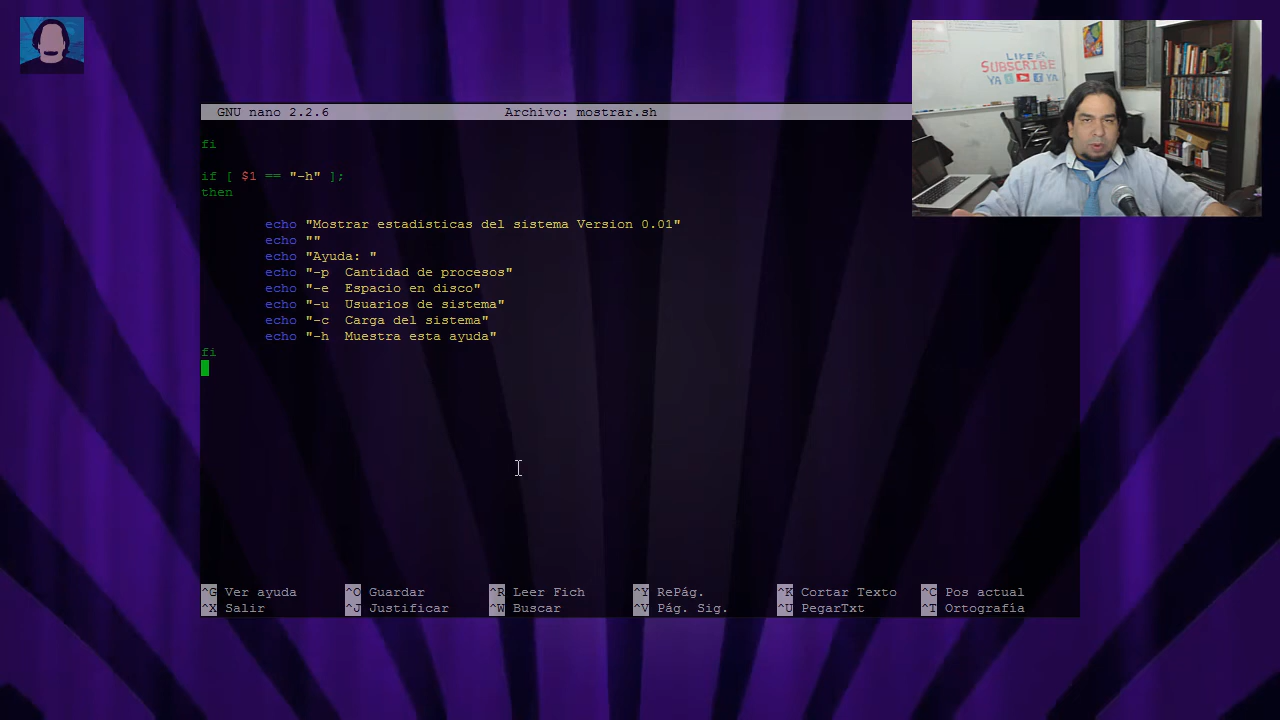 GNU nano 2.2.6 Archivo: mostrar.sh
fi
if [ $1 == "-h" ];
then
echo "Mostrar estadisticas del sistema Version 0.01"
echo ""
echo "Ayuda: "
echo "-p  Cantidad de procesos"
echo "-e  Espacio en disco"
echo "-u  Usuarios de sistema"
echo "-c  Carga del sistema"
echo "-h  Muestra esta ayuda"
fi
^G Ver ayuda ^O Guardar ^R Leer Fich ^Y RePág. ^K Cortar Texto ^C Pos actual
^X Salir ^J Justificar ^W Buscar ^V Pág. Sig. ^U PegarTxt ^T Ortografía
LIKE
SUBSCRIBE
YA
YA